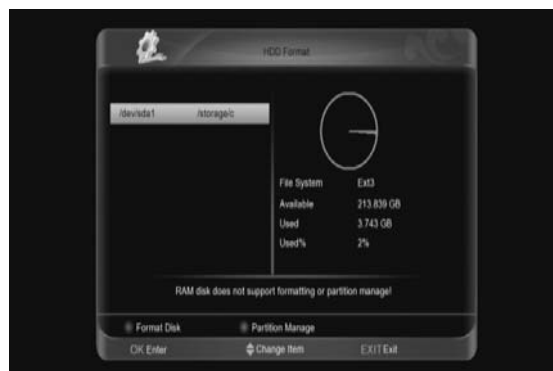 HDD Format
/dev/sda1 /storage/c
File System Ext3
Available 213.839 GB
Used 3.743 GB
Used% 2%
RAM disk does not support formatting or partition manage!
Format Disk Partition Manage
OK Enter Change Item EXIT Exit